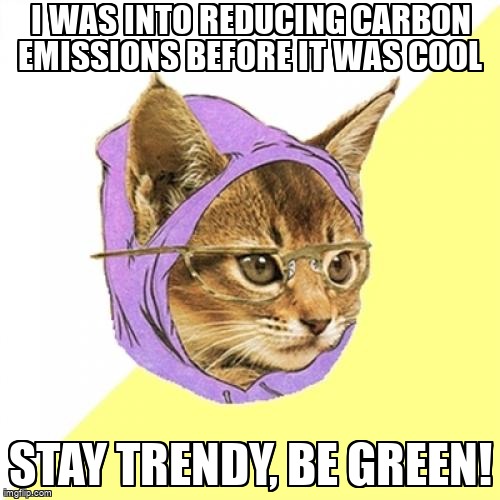 I WAS INTO REDUCING CARBON
EMISSIONS BEFORE IT WAS COOL
STAY TRENDY, BE GREEN!
imgflip.com